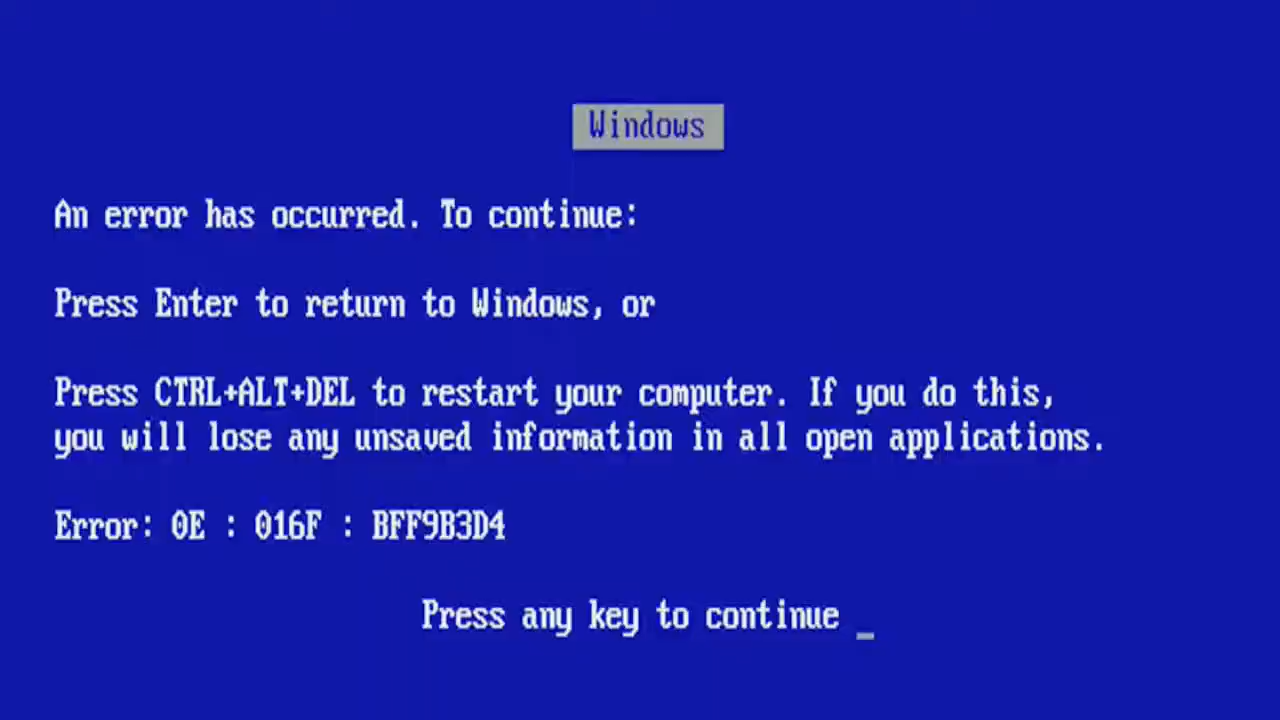 Windows
An error has occurred. To continue:
Press Enter to return to Windows, or
Press CTRL+ALT+DEL to restart your computer. If you do this,
you will lose any unsaved information in all open applications.
Error: 0E : 016F : BFF9B3D4
Press any key to continue _